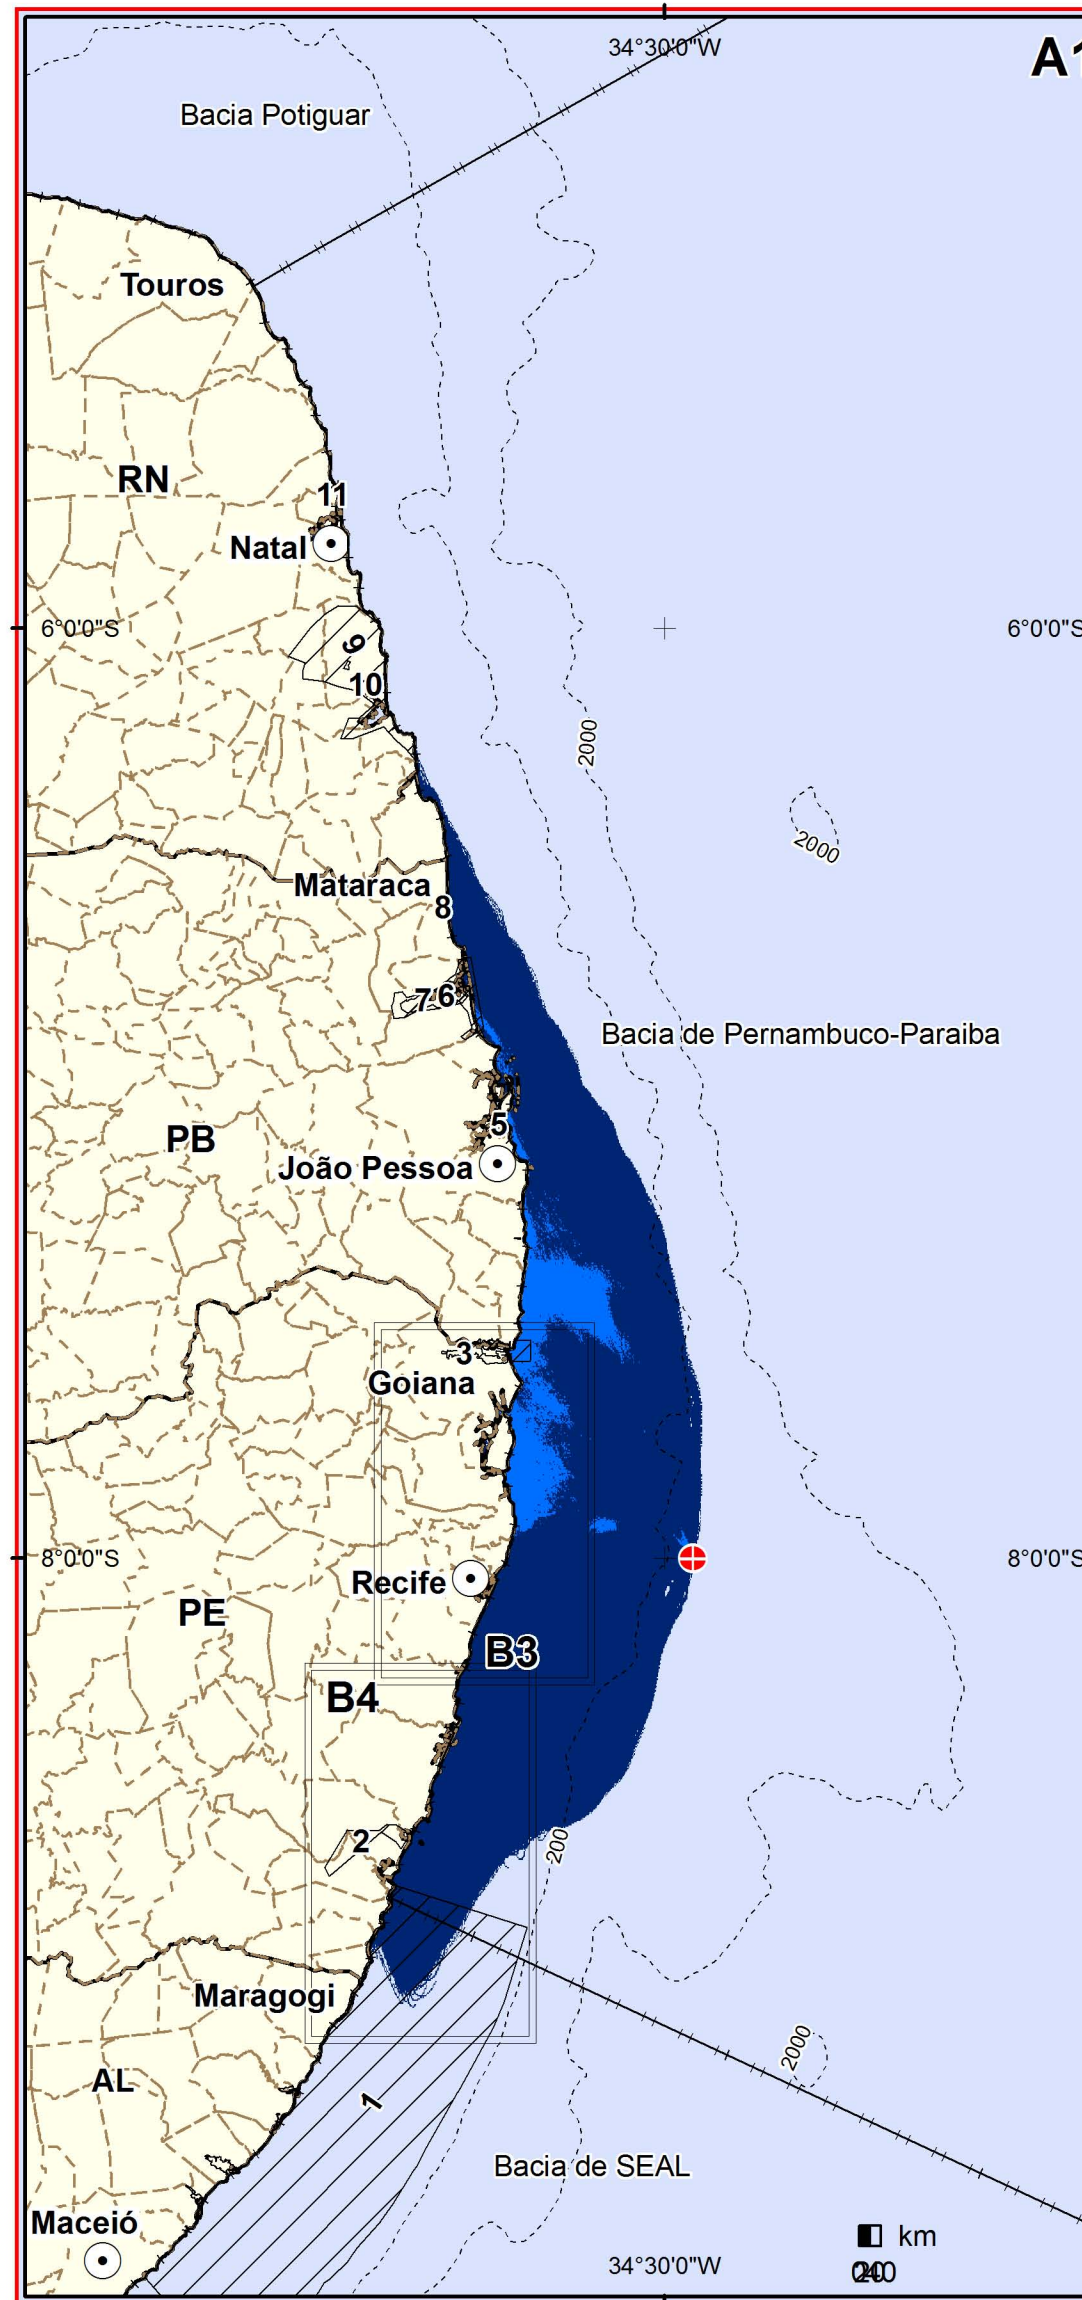 34°30'0"W
A1
Bacia Potiguar
Touros
RN
11
Natal
6°0'0"S
6°0'0"S
9
10
2000
2000
Mataraca
8
7
6
Bacia de Pernambuco-Paraiba
5
PB
João Pessoa
3
Goiana
8°0'0"S
8°0'0"S
Recife
PE
B3
B4
2
200
Maragogi
2000
AL
1
Bacia de SEAL
Maceió
km
34°30'0"W